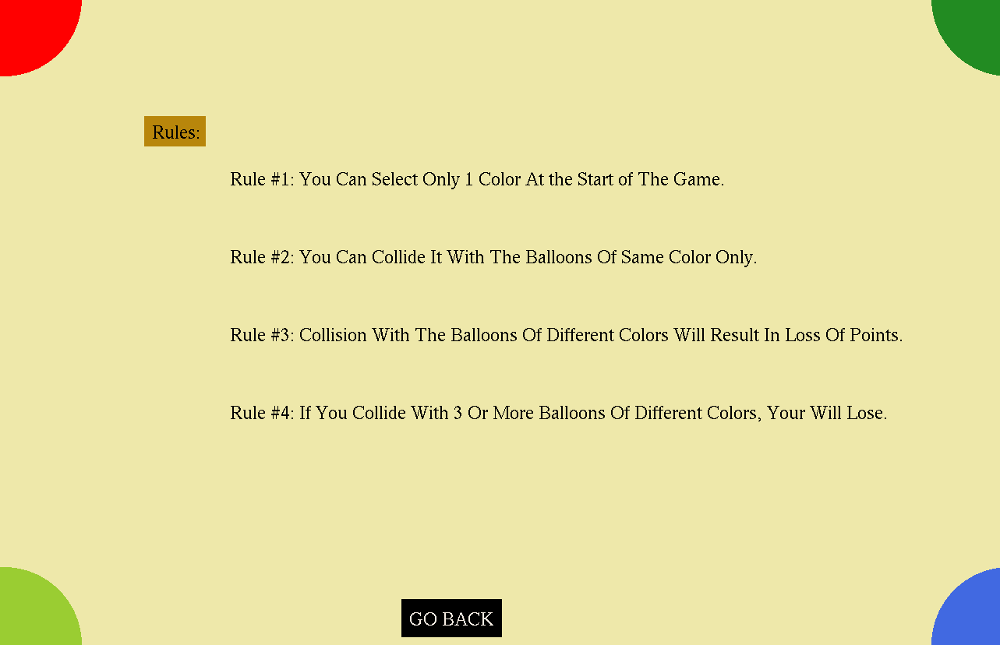 Rules:
Rule #1: You Can Select Only 1 Color At the Start of The Game.
Rule #2: You Can Collide It With The Balloons Of Same Color Only.
Rule #3: Collision With The Balloons Of Different Colors Will Result In Loss Of Points.
Rule #4: If You Collide With 3 Or More Balloons Of Different Colors, Your Will Lose.
GO BACK